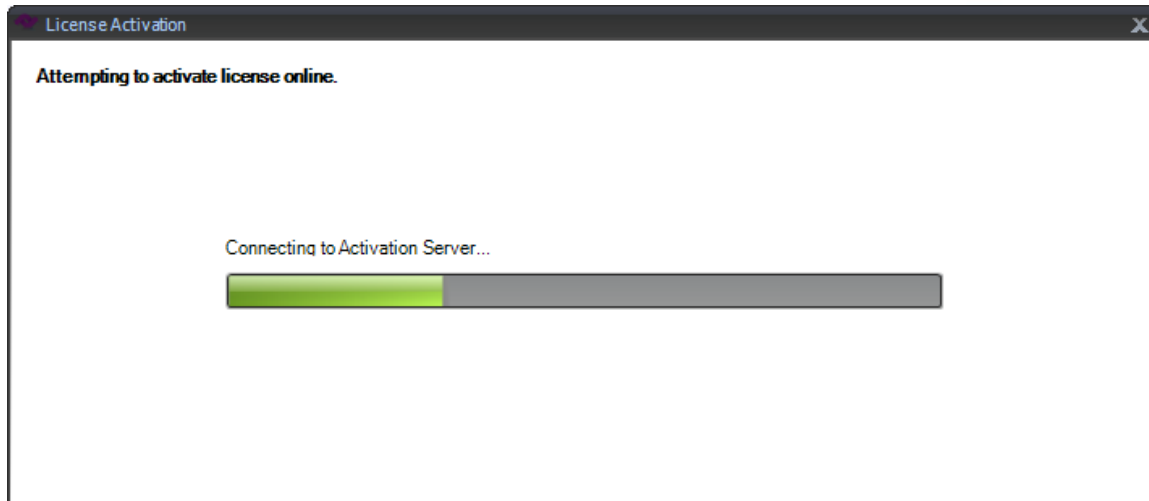 License Activation
X
Attempting to activate license online.
Connecting to Activation Server...